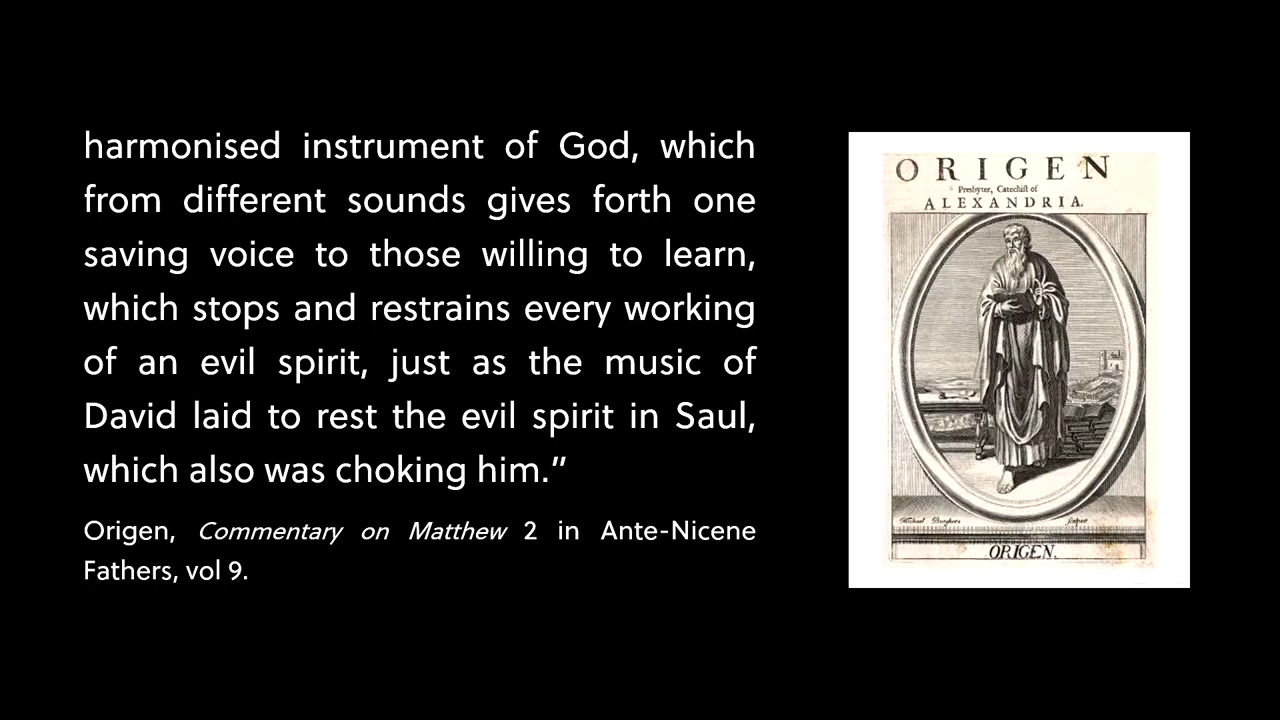 harmonised instrument of God, which
from different sounds gives forth one
saving voice to those willing to learn,
which stops and restrains every working
of an evil spirit, just as the music of
David laid to rest the evil spirit in Saul,
which also was choking him.”
Origen, Commentary on Matthew 2 in Ante-Nicene
Fathers, vol 9.
ORIGEN
Presbyter, Catechist of
ALEXANDRIA.
Michael Burghers sculpsit
ORIGEN.